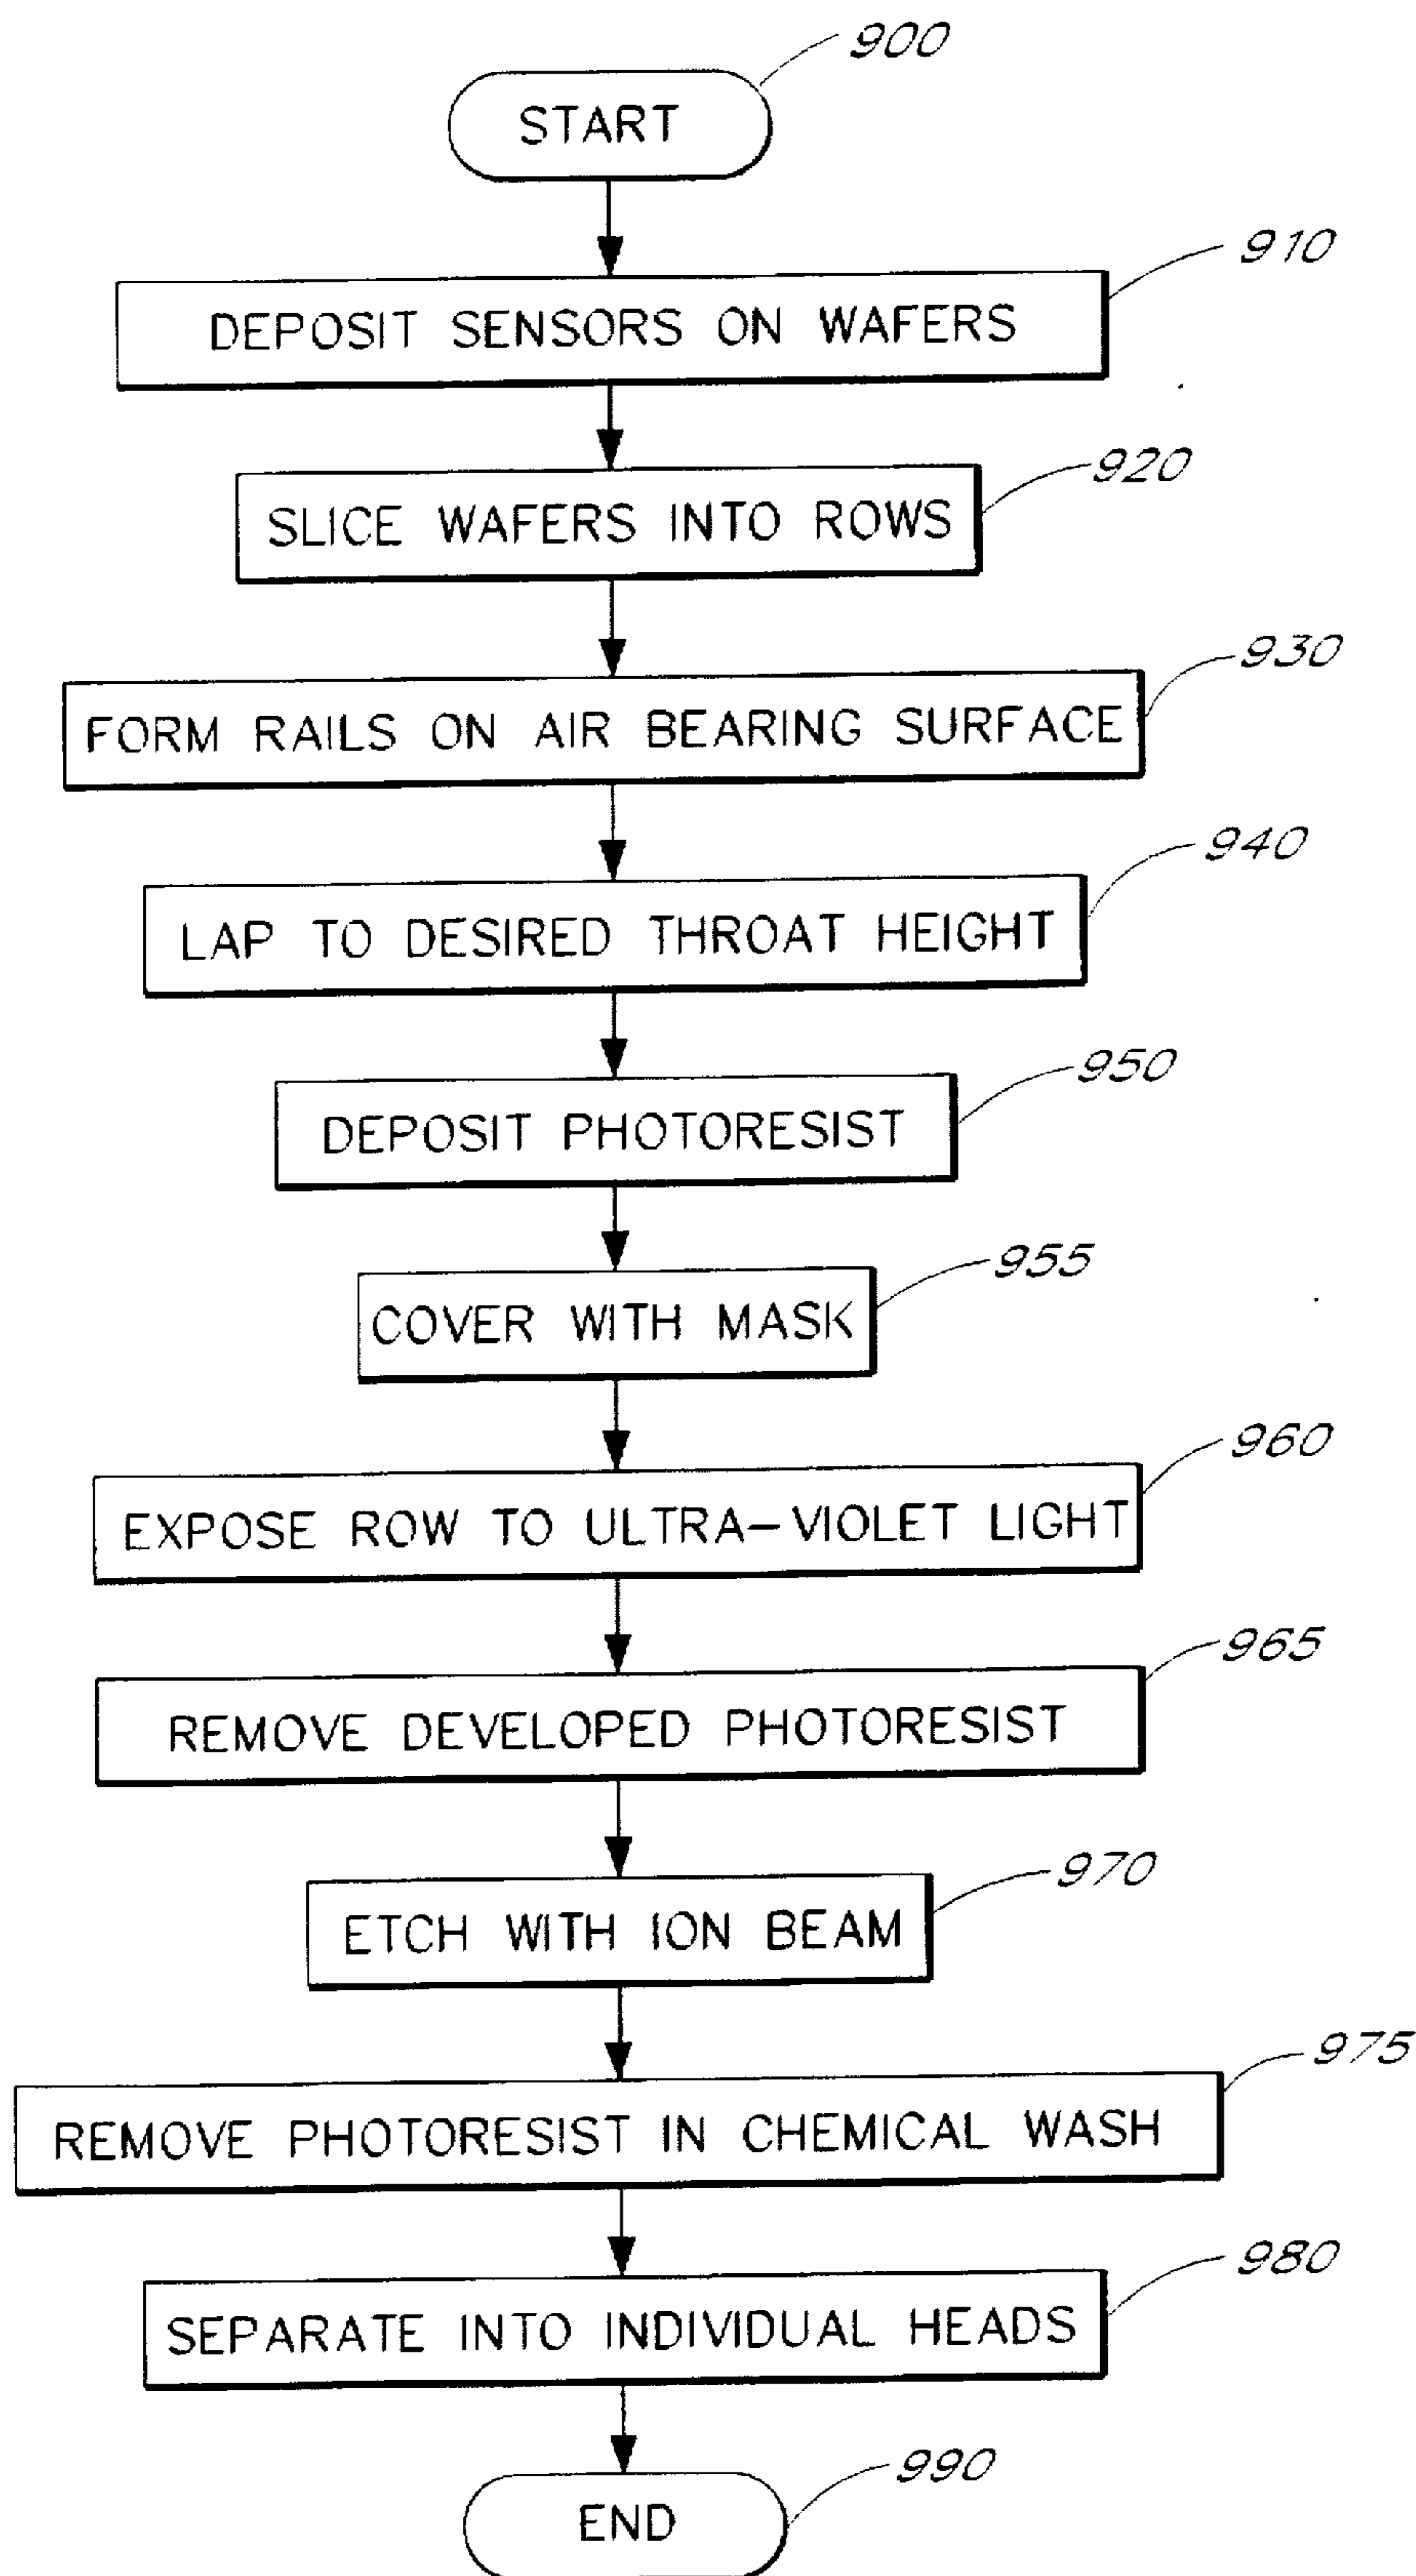 900
START
910
DEPOSIT SENSORS ON WAFERS
920
SLICE WAFERS INTO ROWS
930
FORM RAILS ON AIR BEARING SURFACE
940
LAP TO DESIRED THROAT HEIGHT
950
DEPOSIT PHOTORESIST
955
COVER WITH MASK
960
EXPOSE ROW TO ULTRA-VIOLET LIGHT
965
REMOVE DEVELOPED PHOTORESIST
970
ETCH WITH ION BEAM
975
REMOVE PHOTORESIST IN CHEMICAL WASH
980
SEPARATE INTO INDIVIDUAL HEADS
990
END